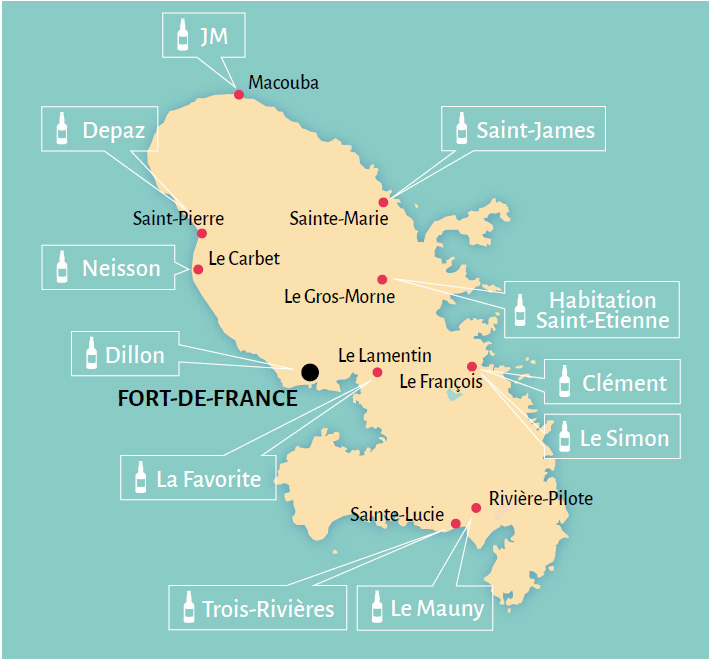 JM
Macouba
Depaz
Saint-James
Saint-Pierre
Sainte-Marie
Le Carbet
Neisson
Le Gros-Morne
Habitation
Saint-Etienne
Dillon
Le Lamentin
Le François
Clément
FORT-DE-FRANCE
Le Simon
La Favorite
Rivière-Pilote
Sainte-Lucie
Trois-Rivières
Le Mauny